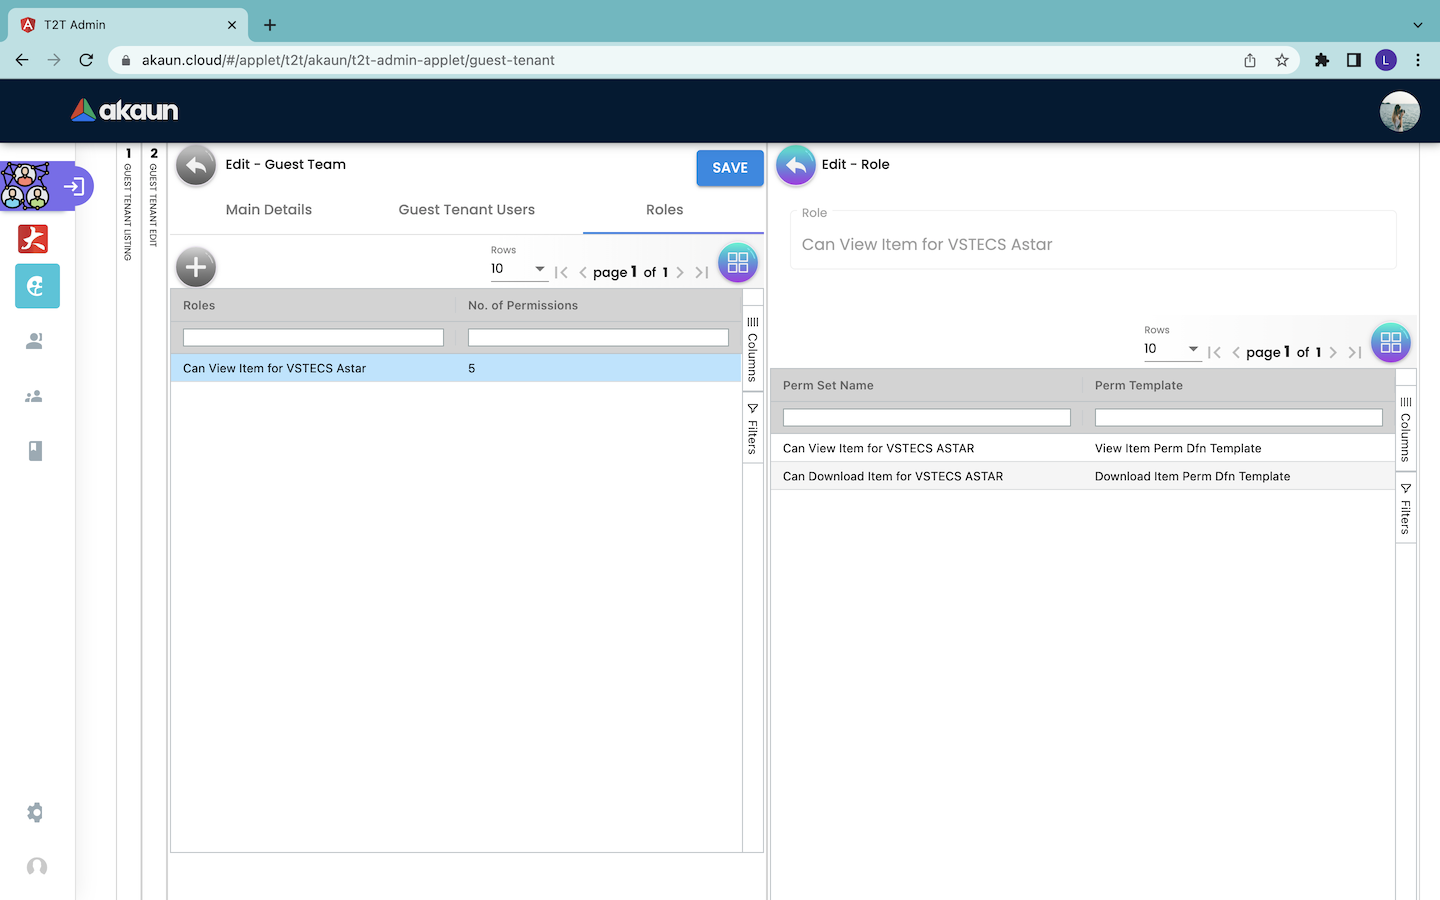 T2T Admin
akaun.cloud/#/applet/t2t/akaun/t2t-admin-applet/guest-tenant
L
akaun
1 GUEST TENANT LISTING
2 GUEST TENANT EDIT
Edit - Guest Team
SAVE
Main Details
Guest Tenant Users
Roles
Rows
10
page 1 of 1
Roles
No. of Permissions
Can View Item for VSTECS Astar
5
Columns
Filters
Edit - Role
Role
Can View Item for VSTECS Astar
Rows
10
page 1 of 1
Perm Set Name
Perm Template
Can View Item for VSTECS ASTAR
View Item Perm Dfn Template
Can Download Item for VSTECS ASTAR
Download Item Perm Dfn Template
Columns
Filters